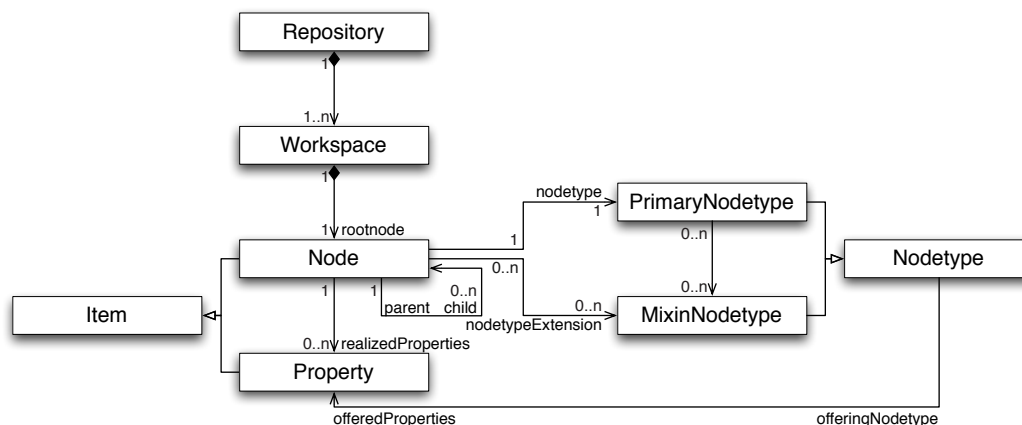 Repository
1
1..n
Workspace
1
1 rootnode
nodetype
1
PrimaryNodetype
Node
1
0..n
0..n
Nodetype
1
1
0..n
parent child
0..n
0..n
nodetypeExtension
MixinNodetype
Item
0..n realizedProperties
Property
offeredProperties
offeringNodetype